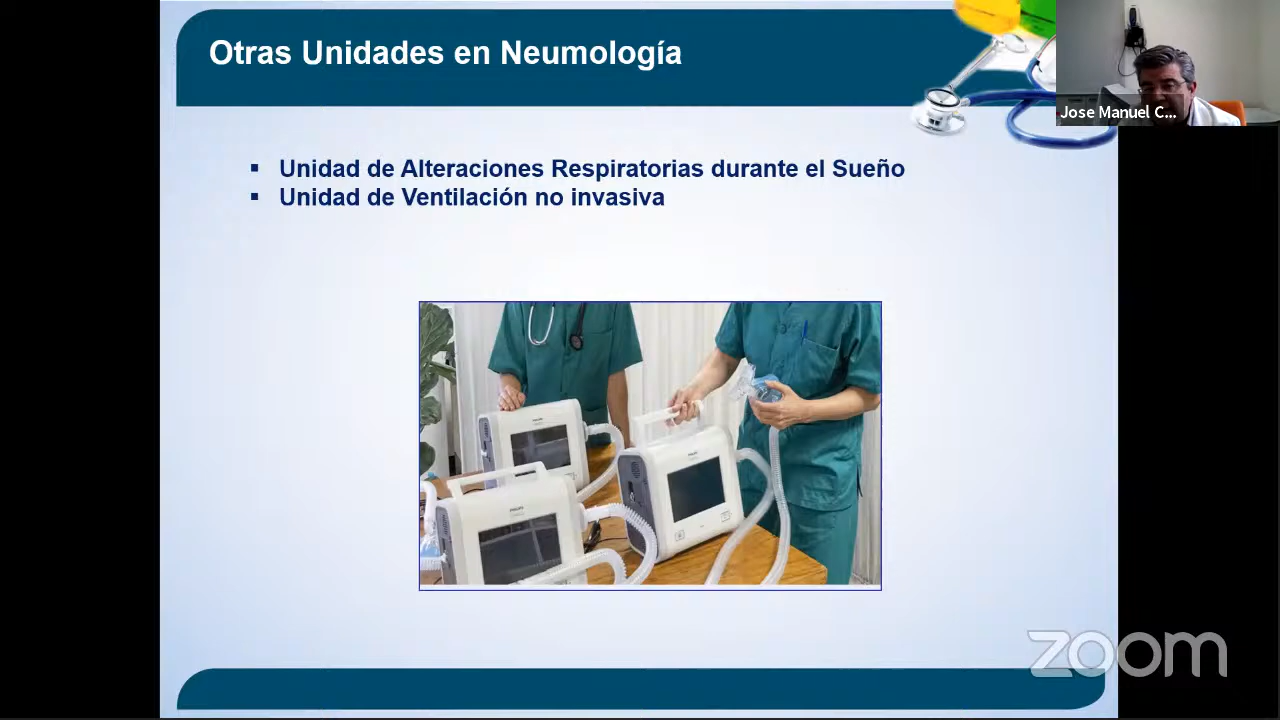 Otras Unidades en Neumología
Jose Manuel C...
▪ Unidad de Alteraciones Respiratorias durante el Sueño
▪ Unidad de Ventilación no invasiva
PHILIPS
zoom